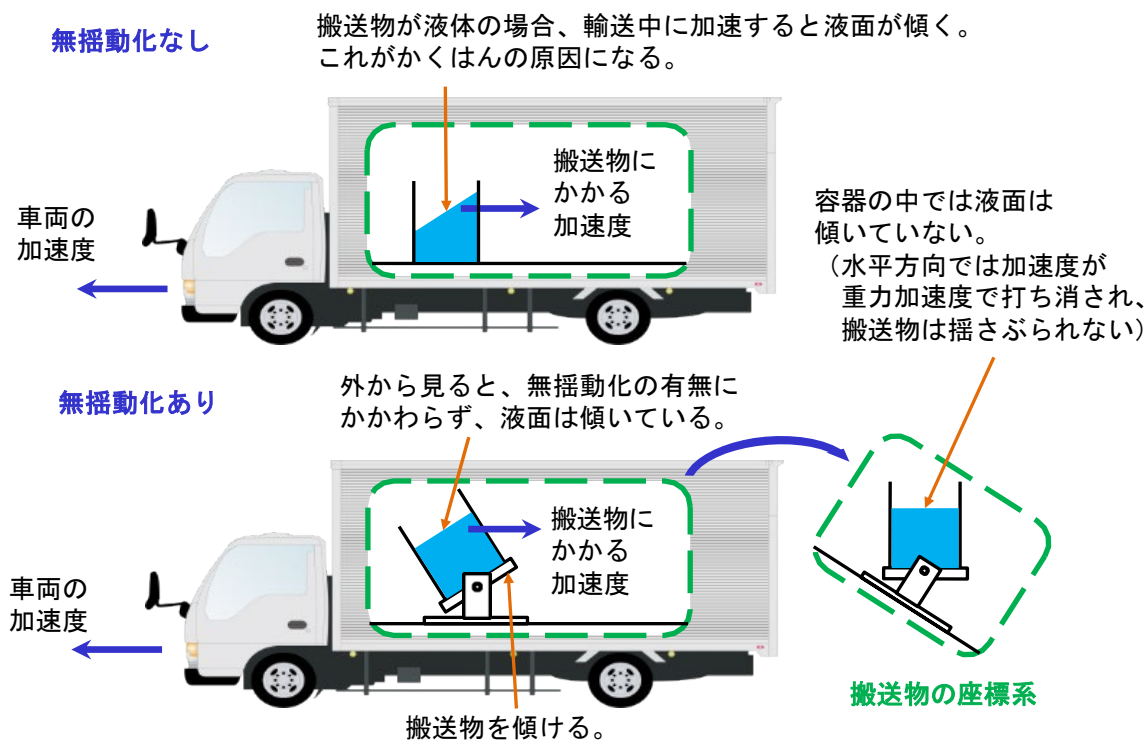 無揺動化なし
搬送物が液体の場合、輸送中に加速すると液面が傾く。
これがかくはんの原因になる。
搬送物に
かかる
加速度
車両の
加速度
容器の中では液面は
傾いていない。
（水平方向では加速度が
重力加速度で打ち消され、
搬送物は揺さぶられない）
無揺動化あり
外から見ると、無揺動化の有無に
かかわらず、液面は傾いている。
搬送物に
かかる
加速度
車両の
加速度
搬送物の座標系
搬送物を傾ける。